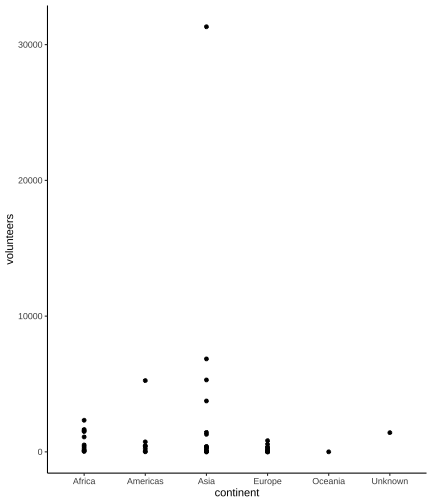 30000
20000
10000
0
volunteers
Africa Americas Asia Europe Oceania Unknown
continent